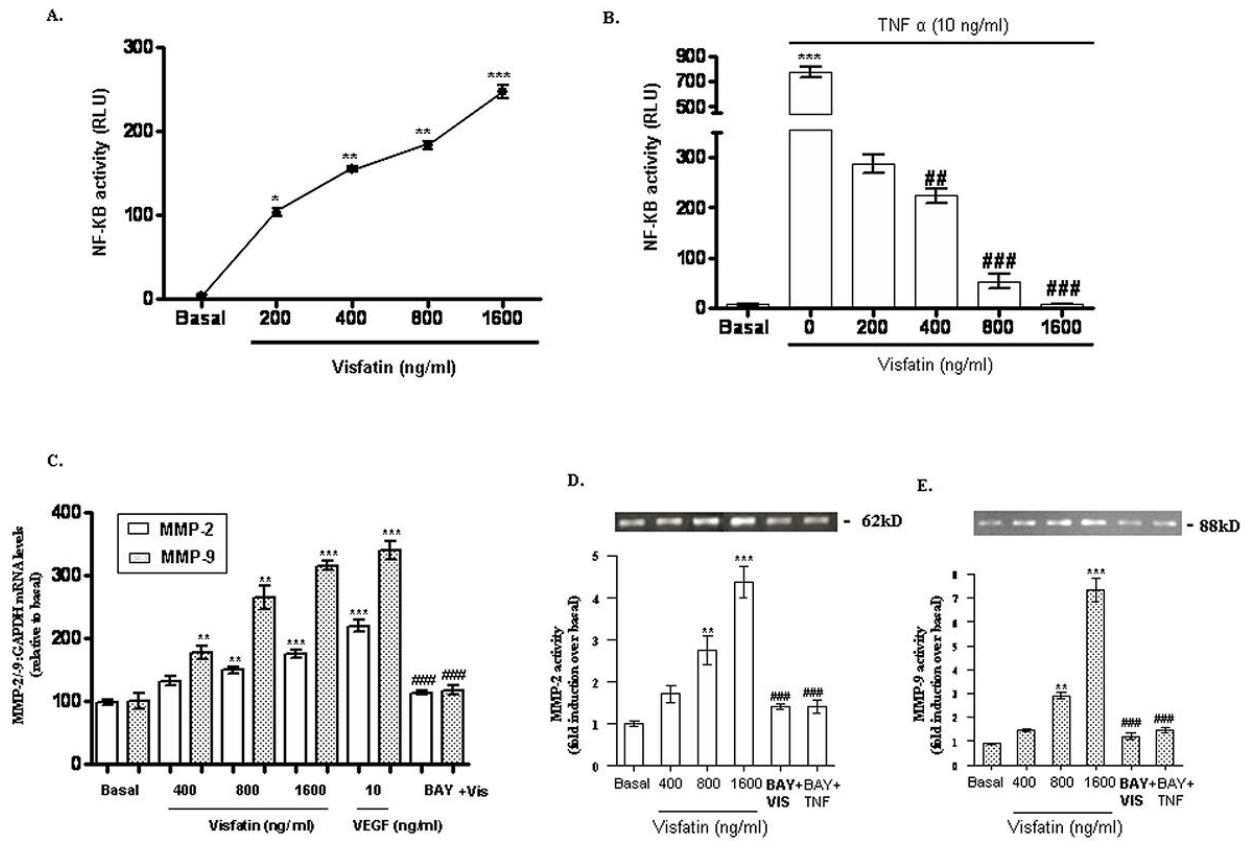 A.
NF-KB activity (RLU)
300
200
100
0
***
**
**
*
Basal 200 400 800 1600
Visfatin (ng/ml)
B.
TNF α (10 ng/ml)
NF-KB activity (RLU)
900
700
500
300
200
100
0
***
##
###
###
Basal 0 200 400 800 1600
Visfatin (ng/ml)
C.
MMP-2/-9:GAPDH mRNA levels
(relative to basal)
400
300
200
100
0
MMP-2
MMP-9
** ** ** *** *** *** ***
### ###
Basal 400 800 1600 10 BAY +Vis
Visfatin (ng/ml) VEGF (ng/ml)
D.
- 62kD
MMP-2 activity
(fold induction over basal)
5
4
3
2
1
0
**
***
### ###
Basal 400 800 1600 BAY+ BAY+
VIS TNF
Visfatin (ng/ml)
E.
- 88kD
MMP-9 activity
(fold induction over basal)
8
7
6
5
4
3
2
1
0
**
***
### ###
Basal 400 800 1600 BAY+ BAY+
VIS TNF
Visfatin (ng/ml)